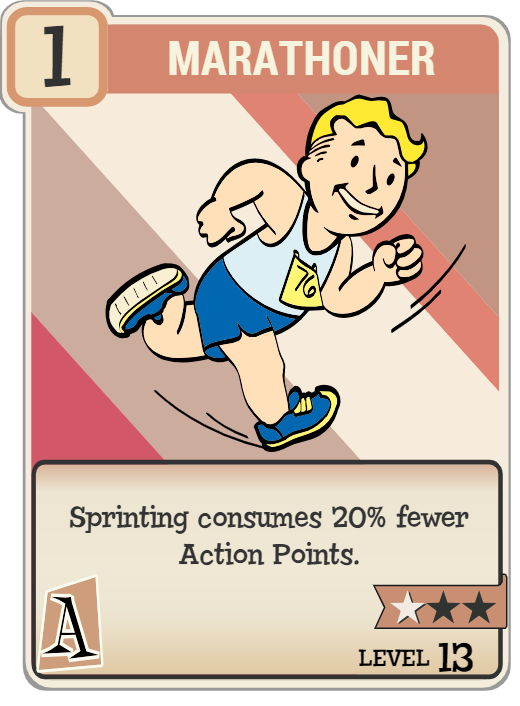 1
MARATHONER
76
Sprinting consumes 20% fewer
Action Points.
A
LEVEL 13